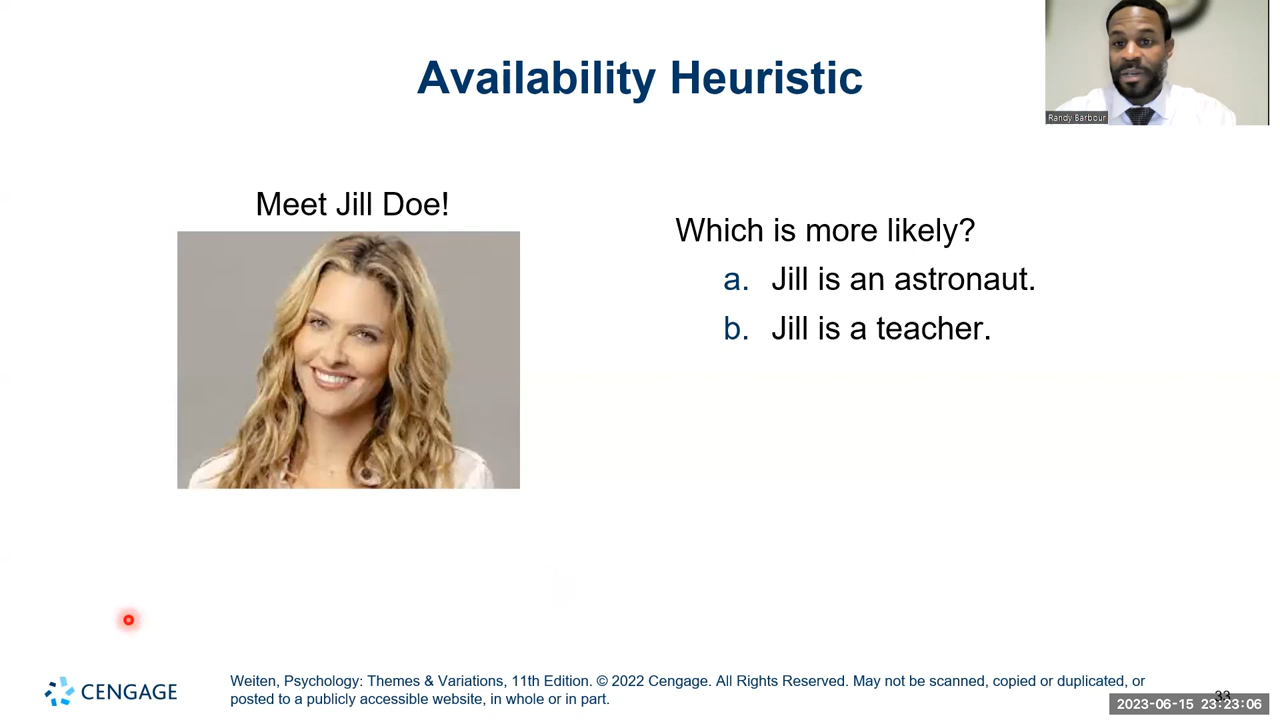 Availability Heuristic
Randy Barbour
Meet Jill Doe!
Which is more likely?
a. Jill is an astronaut.
b. Jill is a teacher.
CENGAGE
Weiten, Psychology: Themes & Variations, 11th Edition. © 2022 Cengage. All Rights Reserved. May not be scanned, copied or duplicated, or
posted to a publicly accessible website, in whole or in part.
33
2023-06-15 23:23:06